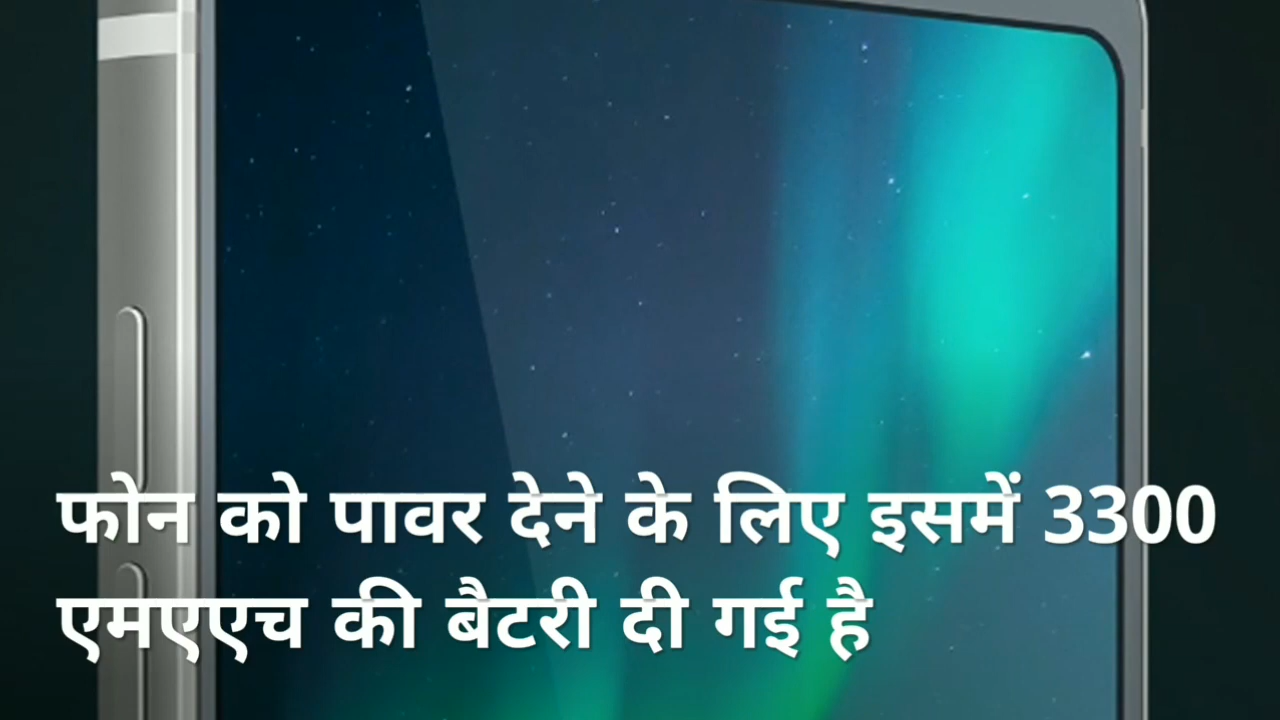 फोन को पावर देने के लिए इसमें 3300
एमएएच की बैटरी दी गई है